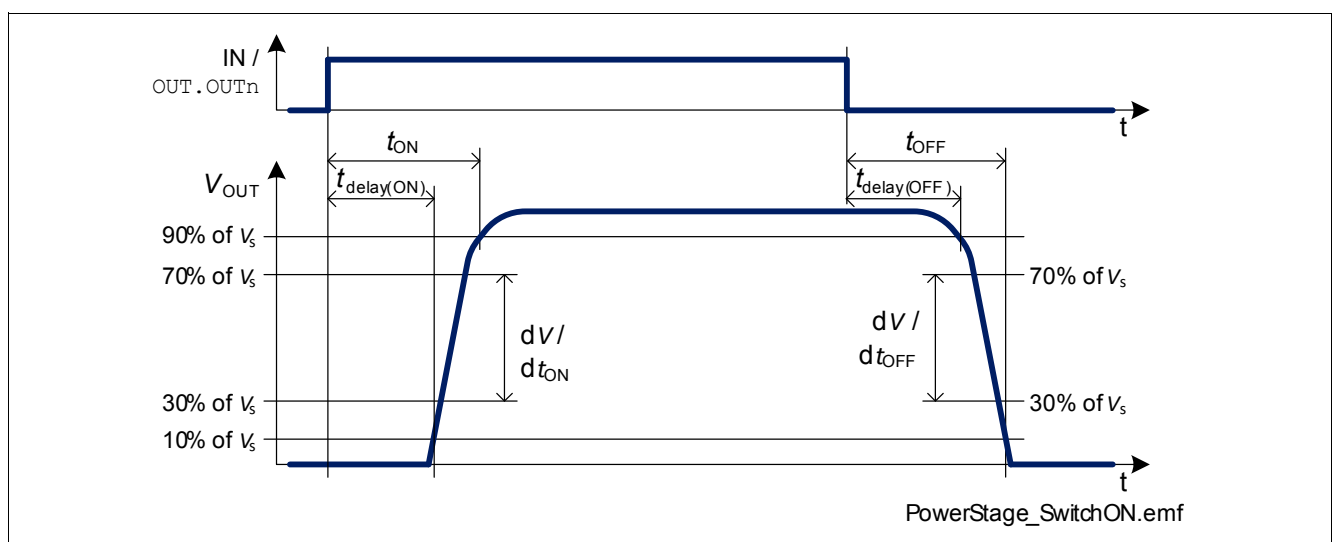 IN /
OUT.OUTn
t
tON
tOFF
VOUT
tdelay(ON)
tdelay(OFF)
90% of Vs
70% of Vs
70% of Vs
dV /
dtON
dV /
dtOFF
30% of Vs
30% of Vs
10% of Vs
t
PowerStage_SwitchON.emf